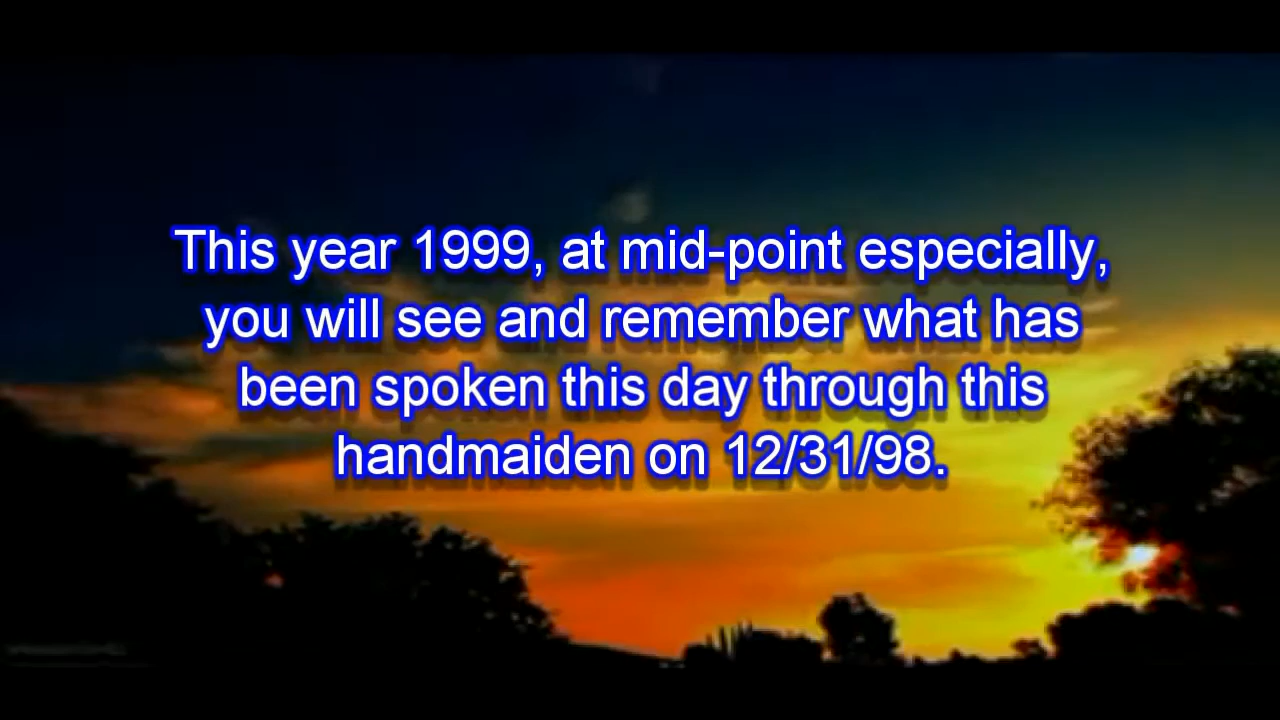 This year 1999, at mid-point especially,
you will see and remember what has
been spoken this day through this
handmaiden on 12/31/98.